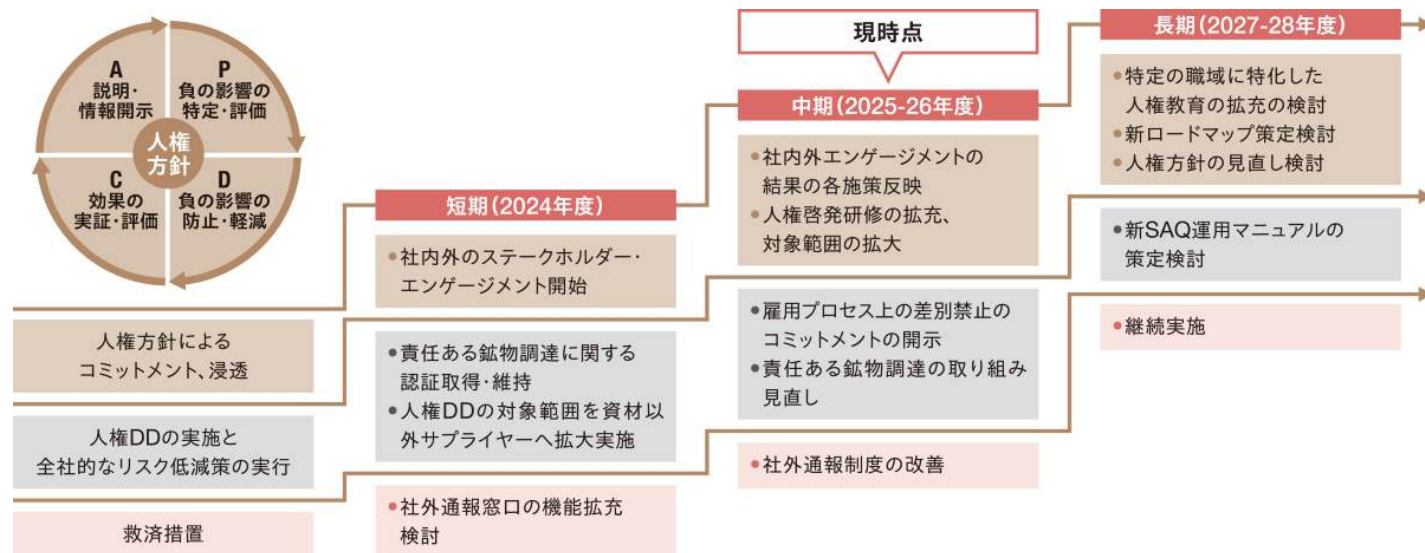 A
説明・
情報開示
P
負の影響の
特定・評価
人権
方針
C
効果の
実証・評価
D
負の影響の
防止・軽減
人権方針による
コミットメント、浸透
人権DDの実施と
全社的なリスク低減策の実行
救済措置
短期(2024年度)
•社内外のステークホルダー・
エンゲージメント開始
•責任ある鉱物調達に関する
認証取得・維持
•人権DDの対象範囲を資材以
外サプライヤーへ拡大実施
•社外通報窓口の機能拡充
検討
現時点
中期(2025-26年度)
•社内外エンゲージメントの
結果の各施策反映
•人権啓発研修の拡充、
対象範囲の拡大
•雇用プロセス上の差別禁止の
コミットメントの開示
•責任ある鉱物調達の取り組み
見直し
•社外通報制度の改善
長期(2027-28年度)
•特定の職域に特化した
人権教育の拡充の検討
•新ロードマップ策定検討
•人権方針の見直し検討
•新SAQ運用マニュアルの
策定検討
•継続実施